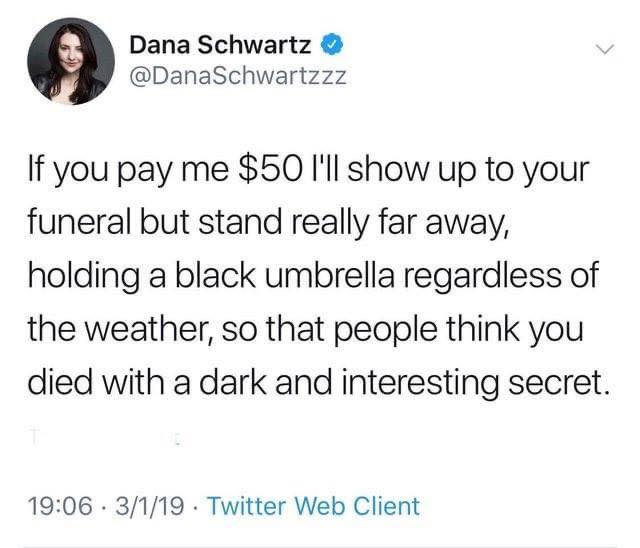 Dana Schwartz
@DanaSchwartzzz
If you pay me $50 I'll show up to your
funeral but stand really far away,
holding a black umbrella regardless of
the weather, so that people think you
died with a dark and interesting secret.
19:06 · 3/1/19 · Twitter Web Client